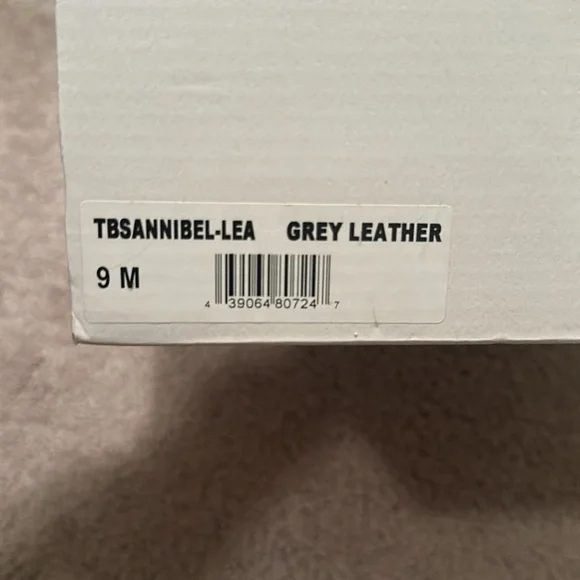 TBSANNIBEL-LEA GREY LEATHER
9 M
4 39064 80724 7